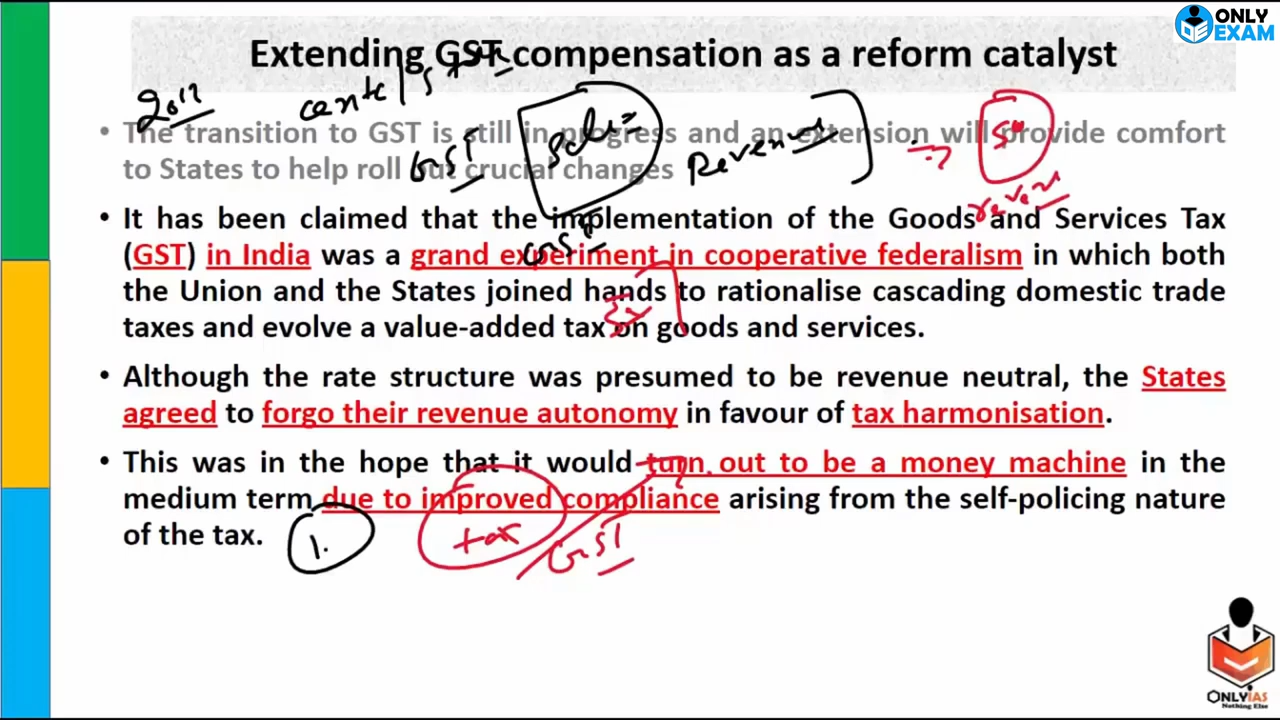 ONLY
EXAM
Extending GST compensation as a reform catalyst
2017
centre/s
• The transition to GST is still in progress and an extension will provide comfort
to States to help roll out crucial changes
GST
Revenue
• It has been claimed that the implementation of the Goods and Services Tax
(GST) in India was a grand experiment in cooperative federalism in which both
the Union and the States joined hands to rationalise cascading domestic trade
taxes and evolve a value-added tax on goods and services.
GST
• Although the rate structure was presumed to be revenue neutral, the States
agreed to forgo their revenue autonomy in favour of tax harmonisation.
• This was in the hope that it would turn out to be a money machine in the
medium term due to improved compliance arising from the self-policing nature
of the tax.
1.
tax
GST
ONLYIAS
Nothing Else